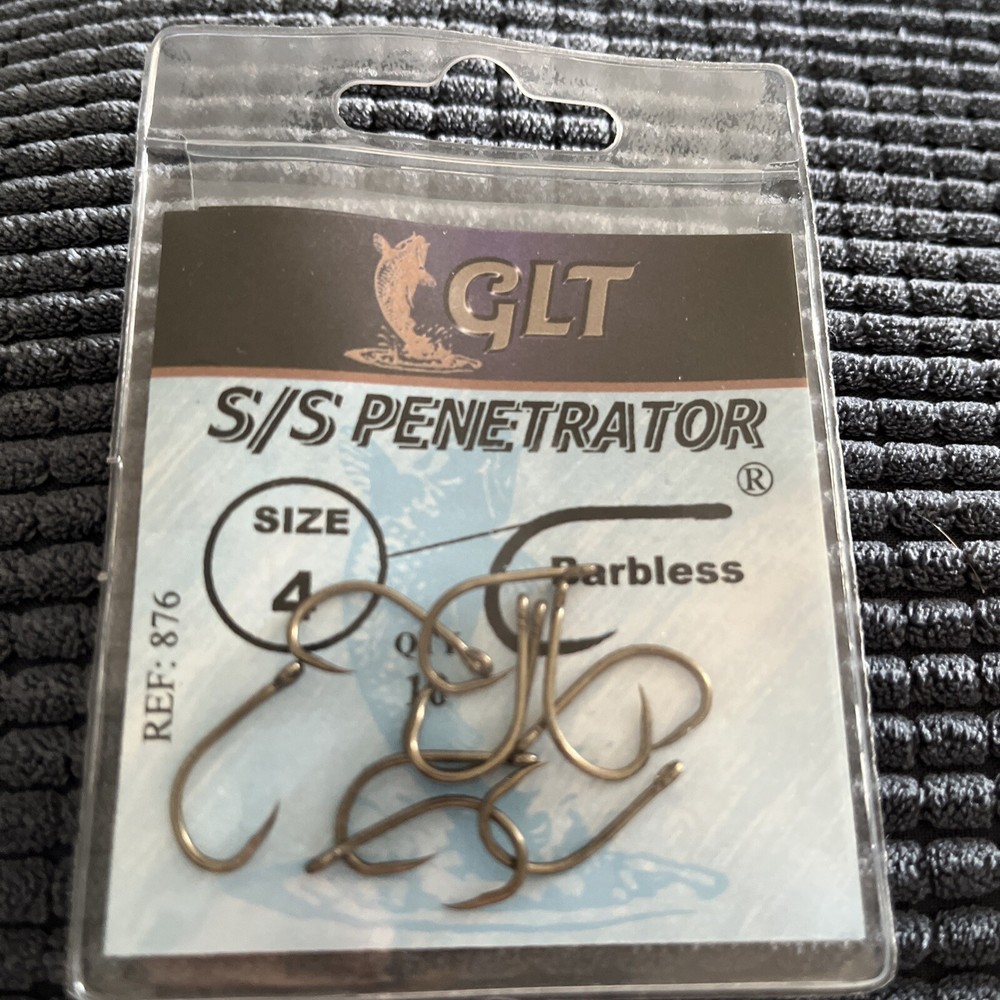 GLT
S/S PENETRATOR
®
SIZE
4
Barbless
REF: 876